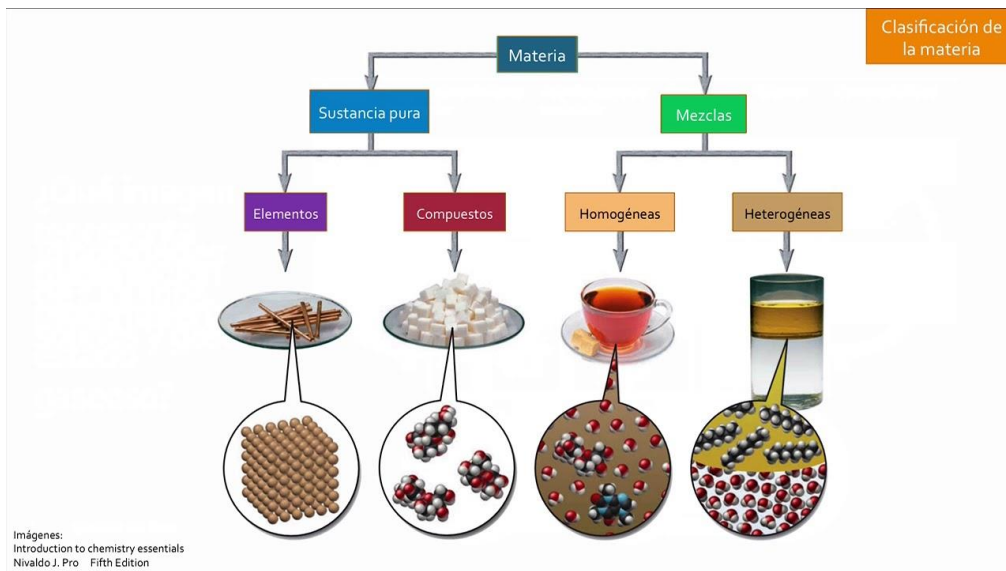 Clasificación de
la materia
Materia
Sustancia pura
Mezclas
Elementos
Compuestos
Homogéneas
Heterogéneas
Imágenes:
Introduction to chemistry essentials
Nivaldo J. Pro Fifth Edition